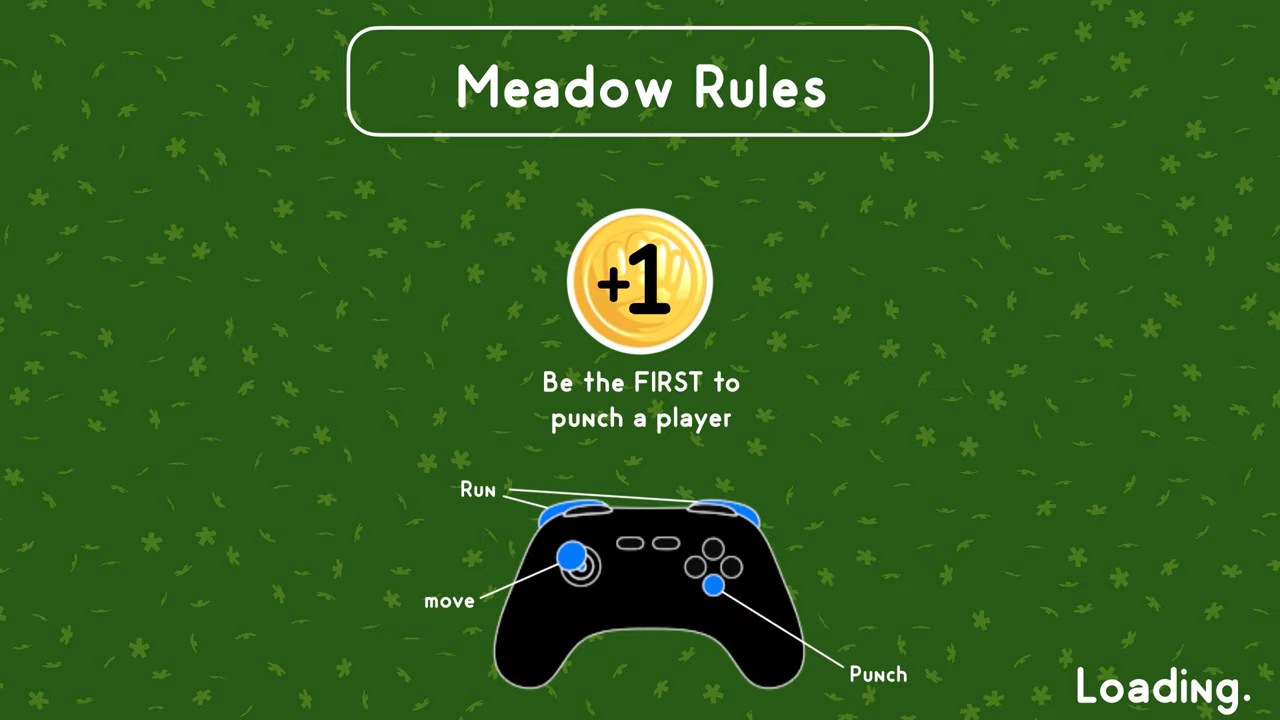 Meadow Rules
+1
Be the FIRST to
punch a player
Run
move
Punch
Loading.